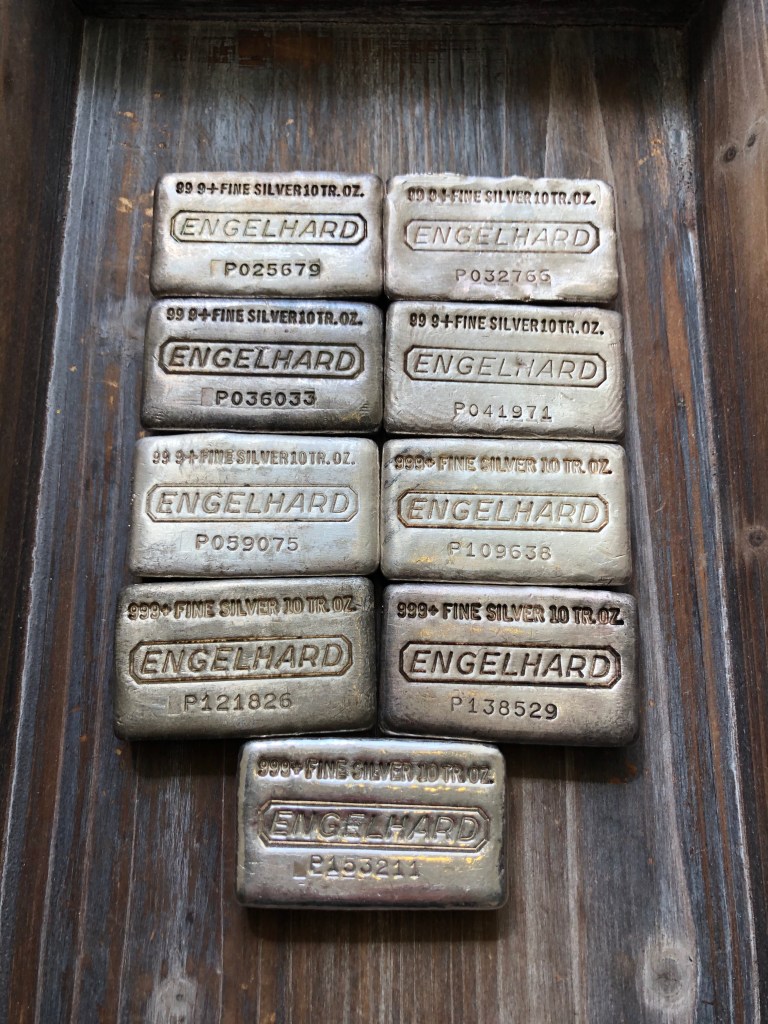 99 9+ FINE SILVER 10 TR. OZ.
ENGELHARD
P025679
99 9+ FINE SILVER 10 TR. OZ.
ENGELHARD
P032766
99 9+ FINE SILVER 10 TR. OZ.
ENGELHARD
P036033
99 9+ FINE SILVER 10 TR. OZ.
ENGELHARD
P041971
99 9+ FINE SILVER 10 TR. OZ.
ENGELHARD
P059075
999+ FINE SILVER 10 TR. OZ.
ENGELHARD
P109638
999+ FINE SILVER 10 TR. OZ.
ENGELHARD
P121826
999+ FINE SILVER 10 TR. OZ.
ENGELHARD
P138529
999+ FINE SILVER 10 TR. OZ.
ENGELHARD
P153211